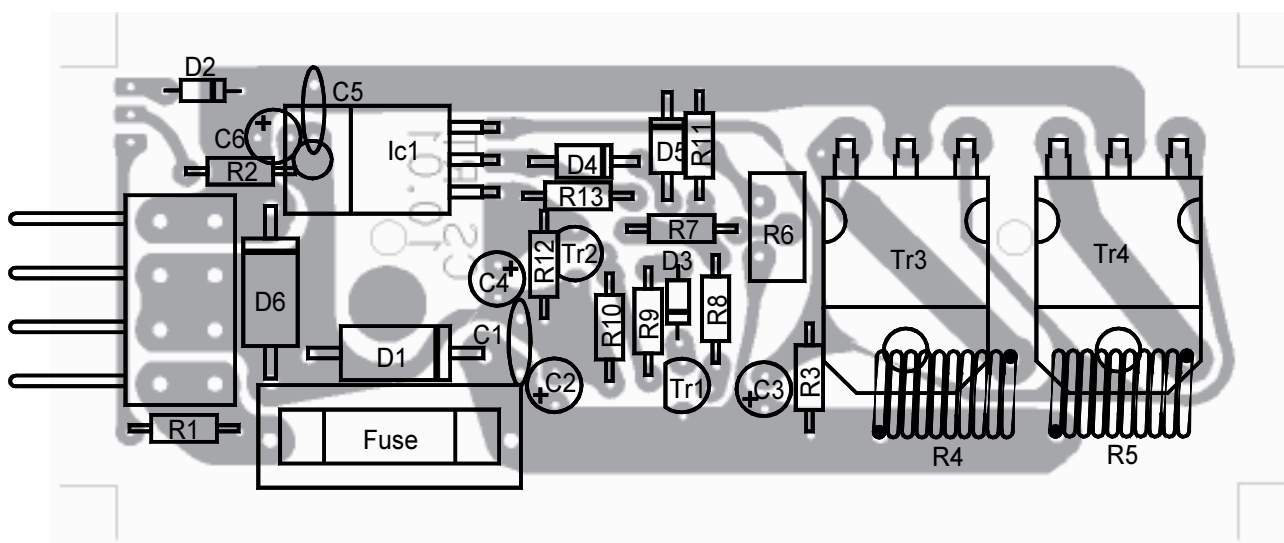 D2
C5
C6
R2
Ic1
D4
D5
R11
R13
R7
R6
R12
Tr2
D3
C4
D6
R10
R9
R8
Tr3
Tr4
C1
D1
C2
Tr1
C3
R3
R1
Fuse
R4
R5